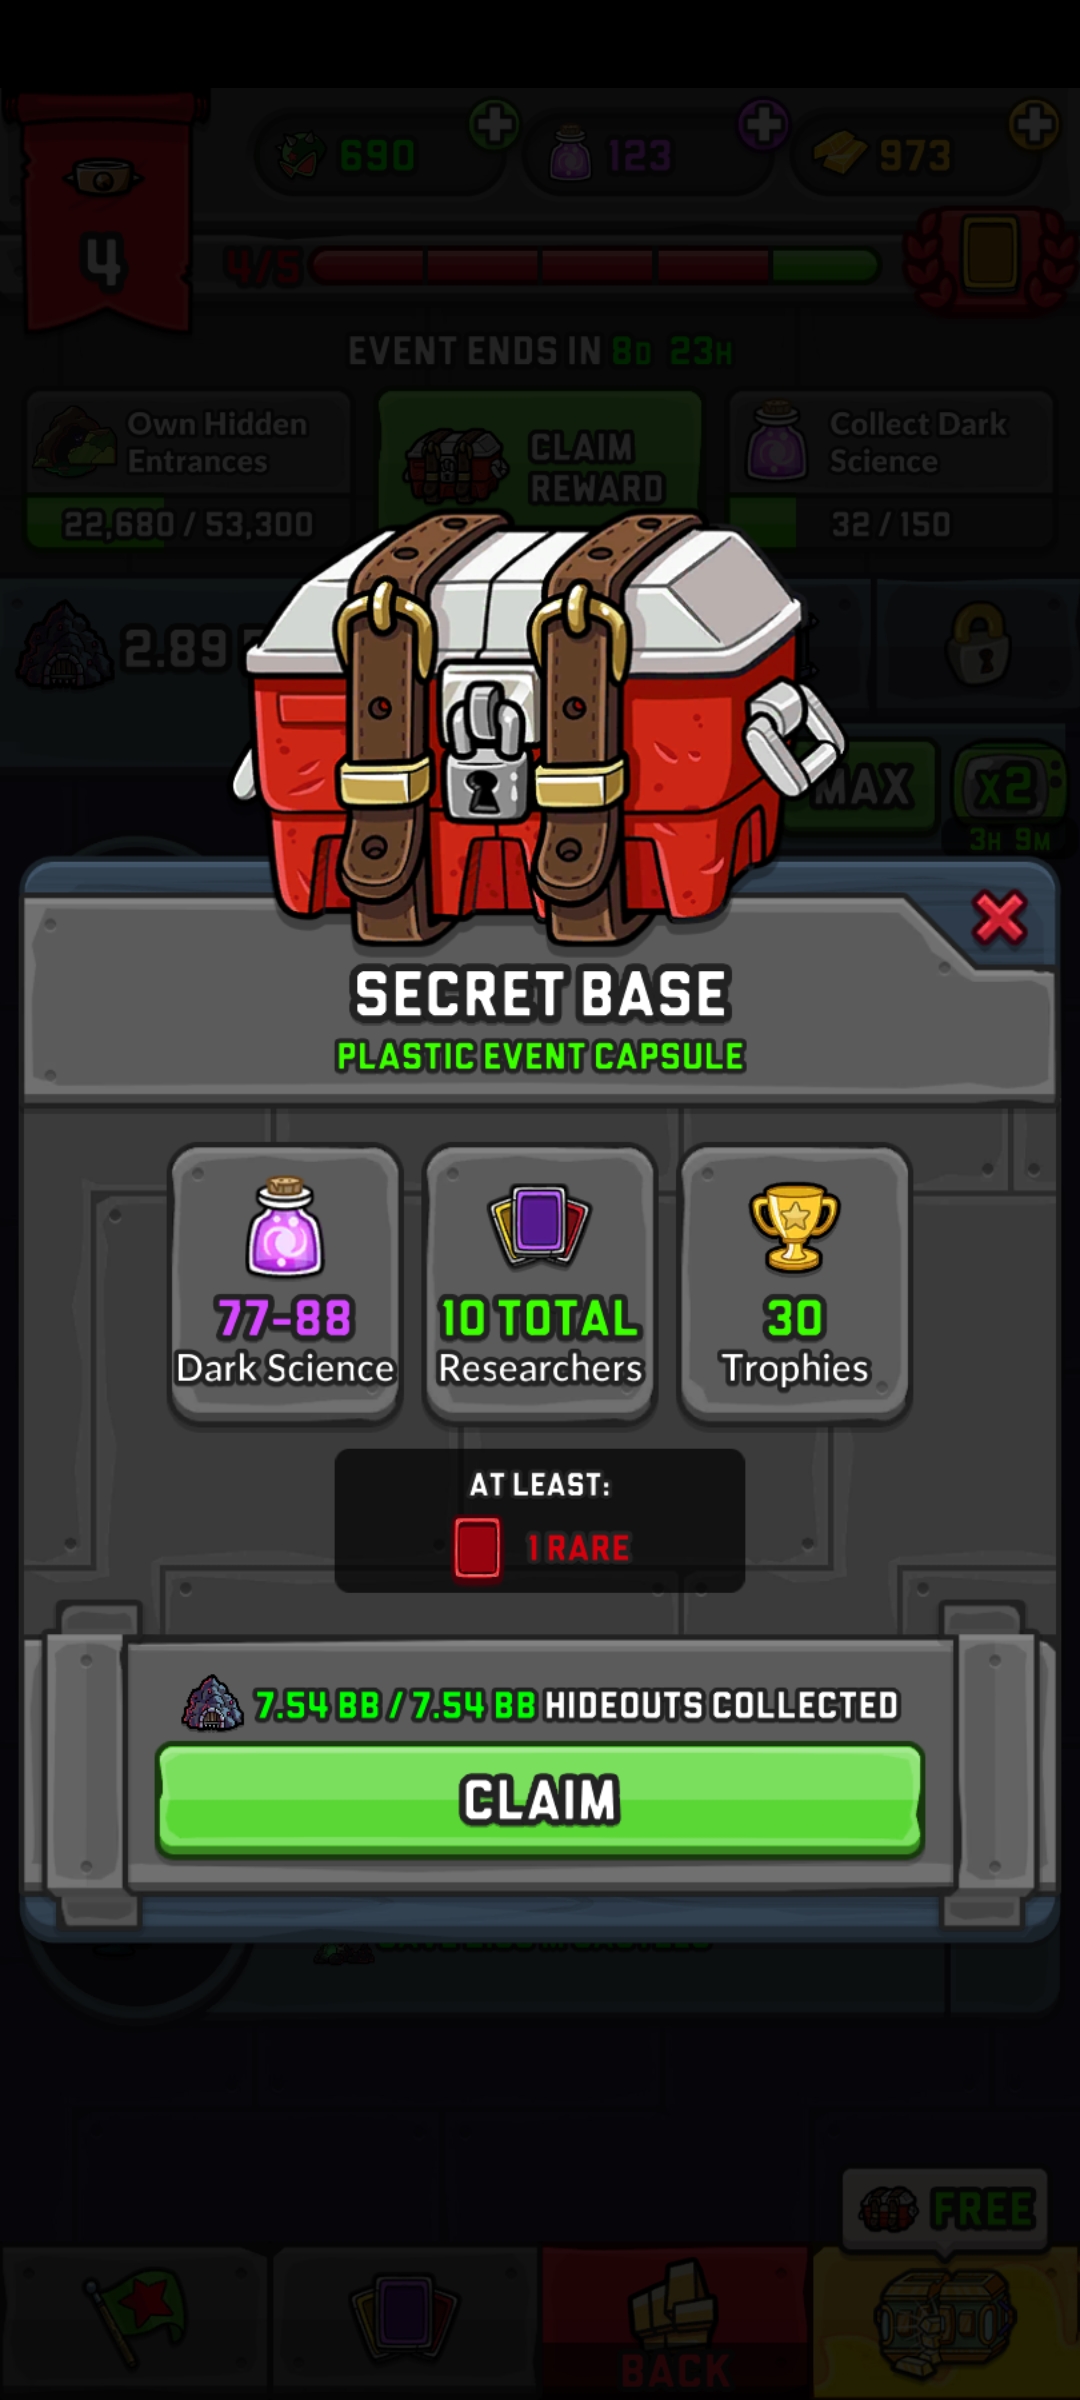 690
123
973
4
4/5
EVENT ENDS IN 8D 23H
Own Hidden
Entrances
22,680 / 53,300
CLAIM
REWARD
Collect Dark
Science
32 / 150
2.89
MAX
x2
3H 9M
SECRET BASE
PLASTIC EVENT CAPSULE
77-88
Dark Science
10 TOTAL
Researchers
30
Trophies
AT LEAST:
1 RARE
7.54 BB / 7.54 BB HIDEOUTS COLLECTED
CLAIM
FREE
BACK